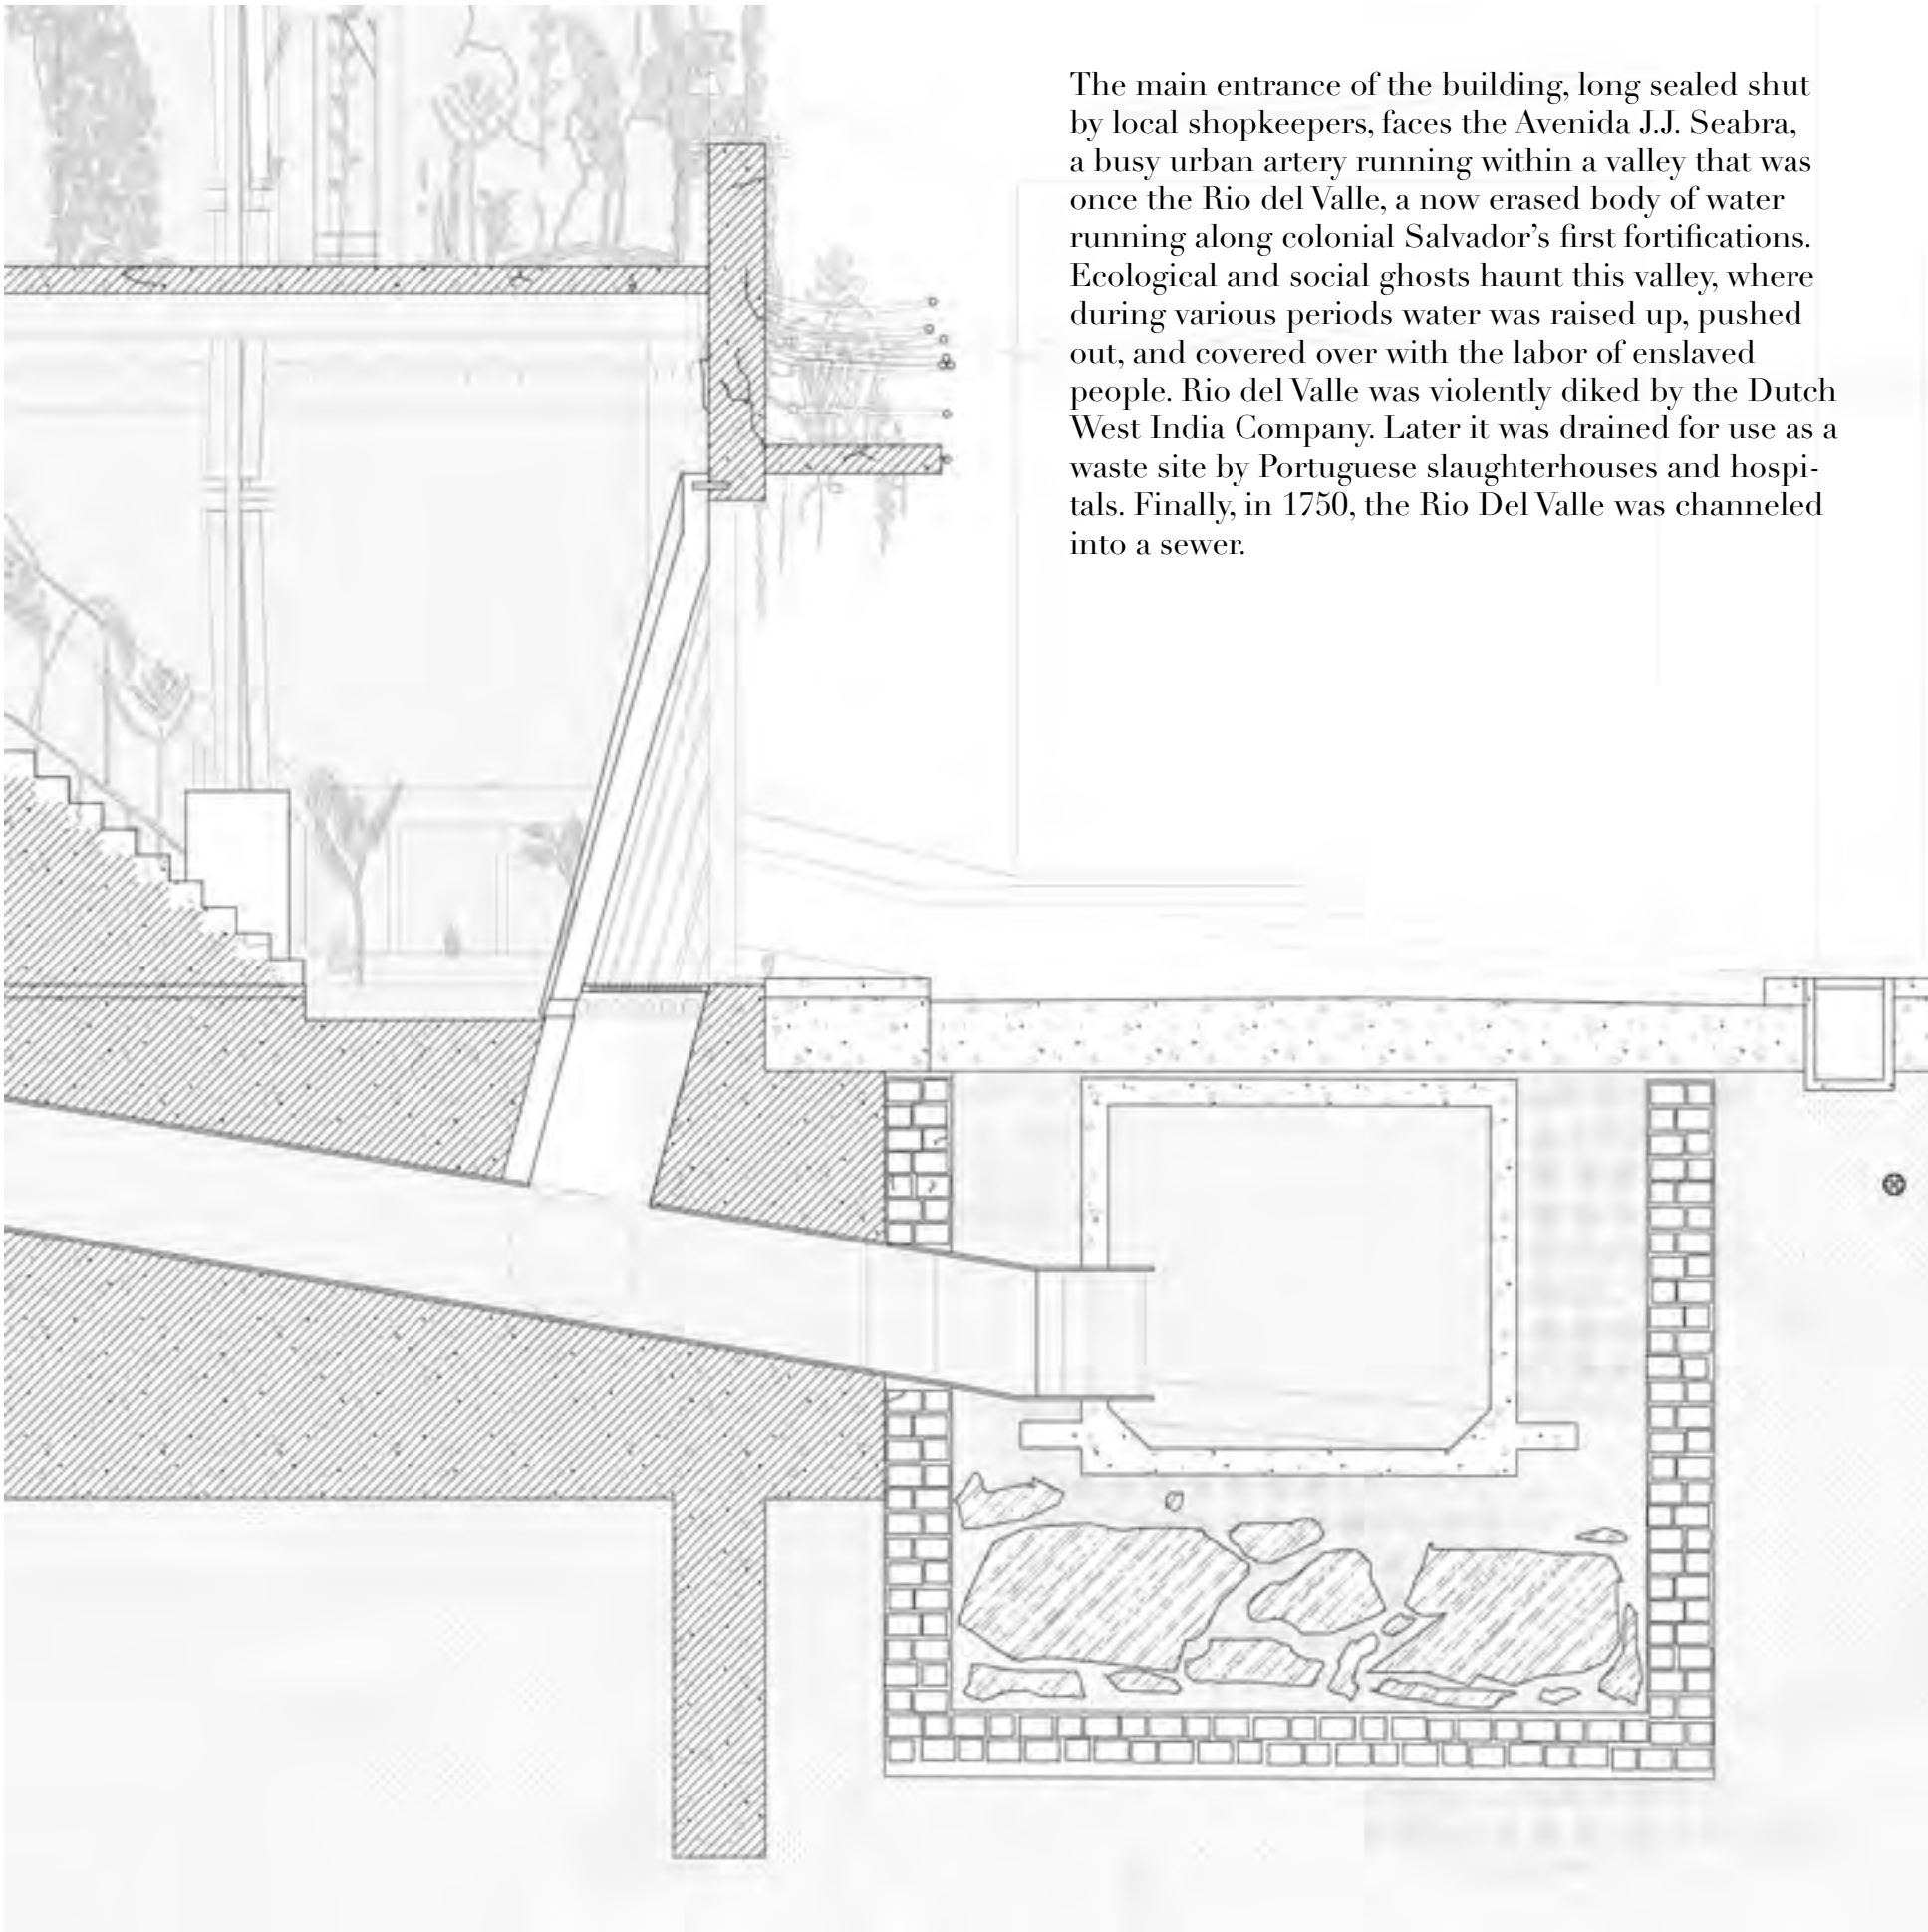 The main entrance of the building, long sealed shut
by local shopkeepers, faces the Avenida J.J. Seabra,
a busy urban artery running within a valley that was
once the Rio del Valle, a now erased body of water
running along colonial Salvador’s first fortifications.
Ecological and social ghosts haunt this valley, where
during various periods water was raised up, pushed
out, and covered over with the labor of enslaved
people. Rio del Valle was violently diked by the Dutch
West India Company. Later it was drained for use as a
waste site by Portuguese slaughterhouses and hospi-
tals. Finally, in 1750, the Rio Del Valle was channeled
into a sewer.